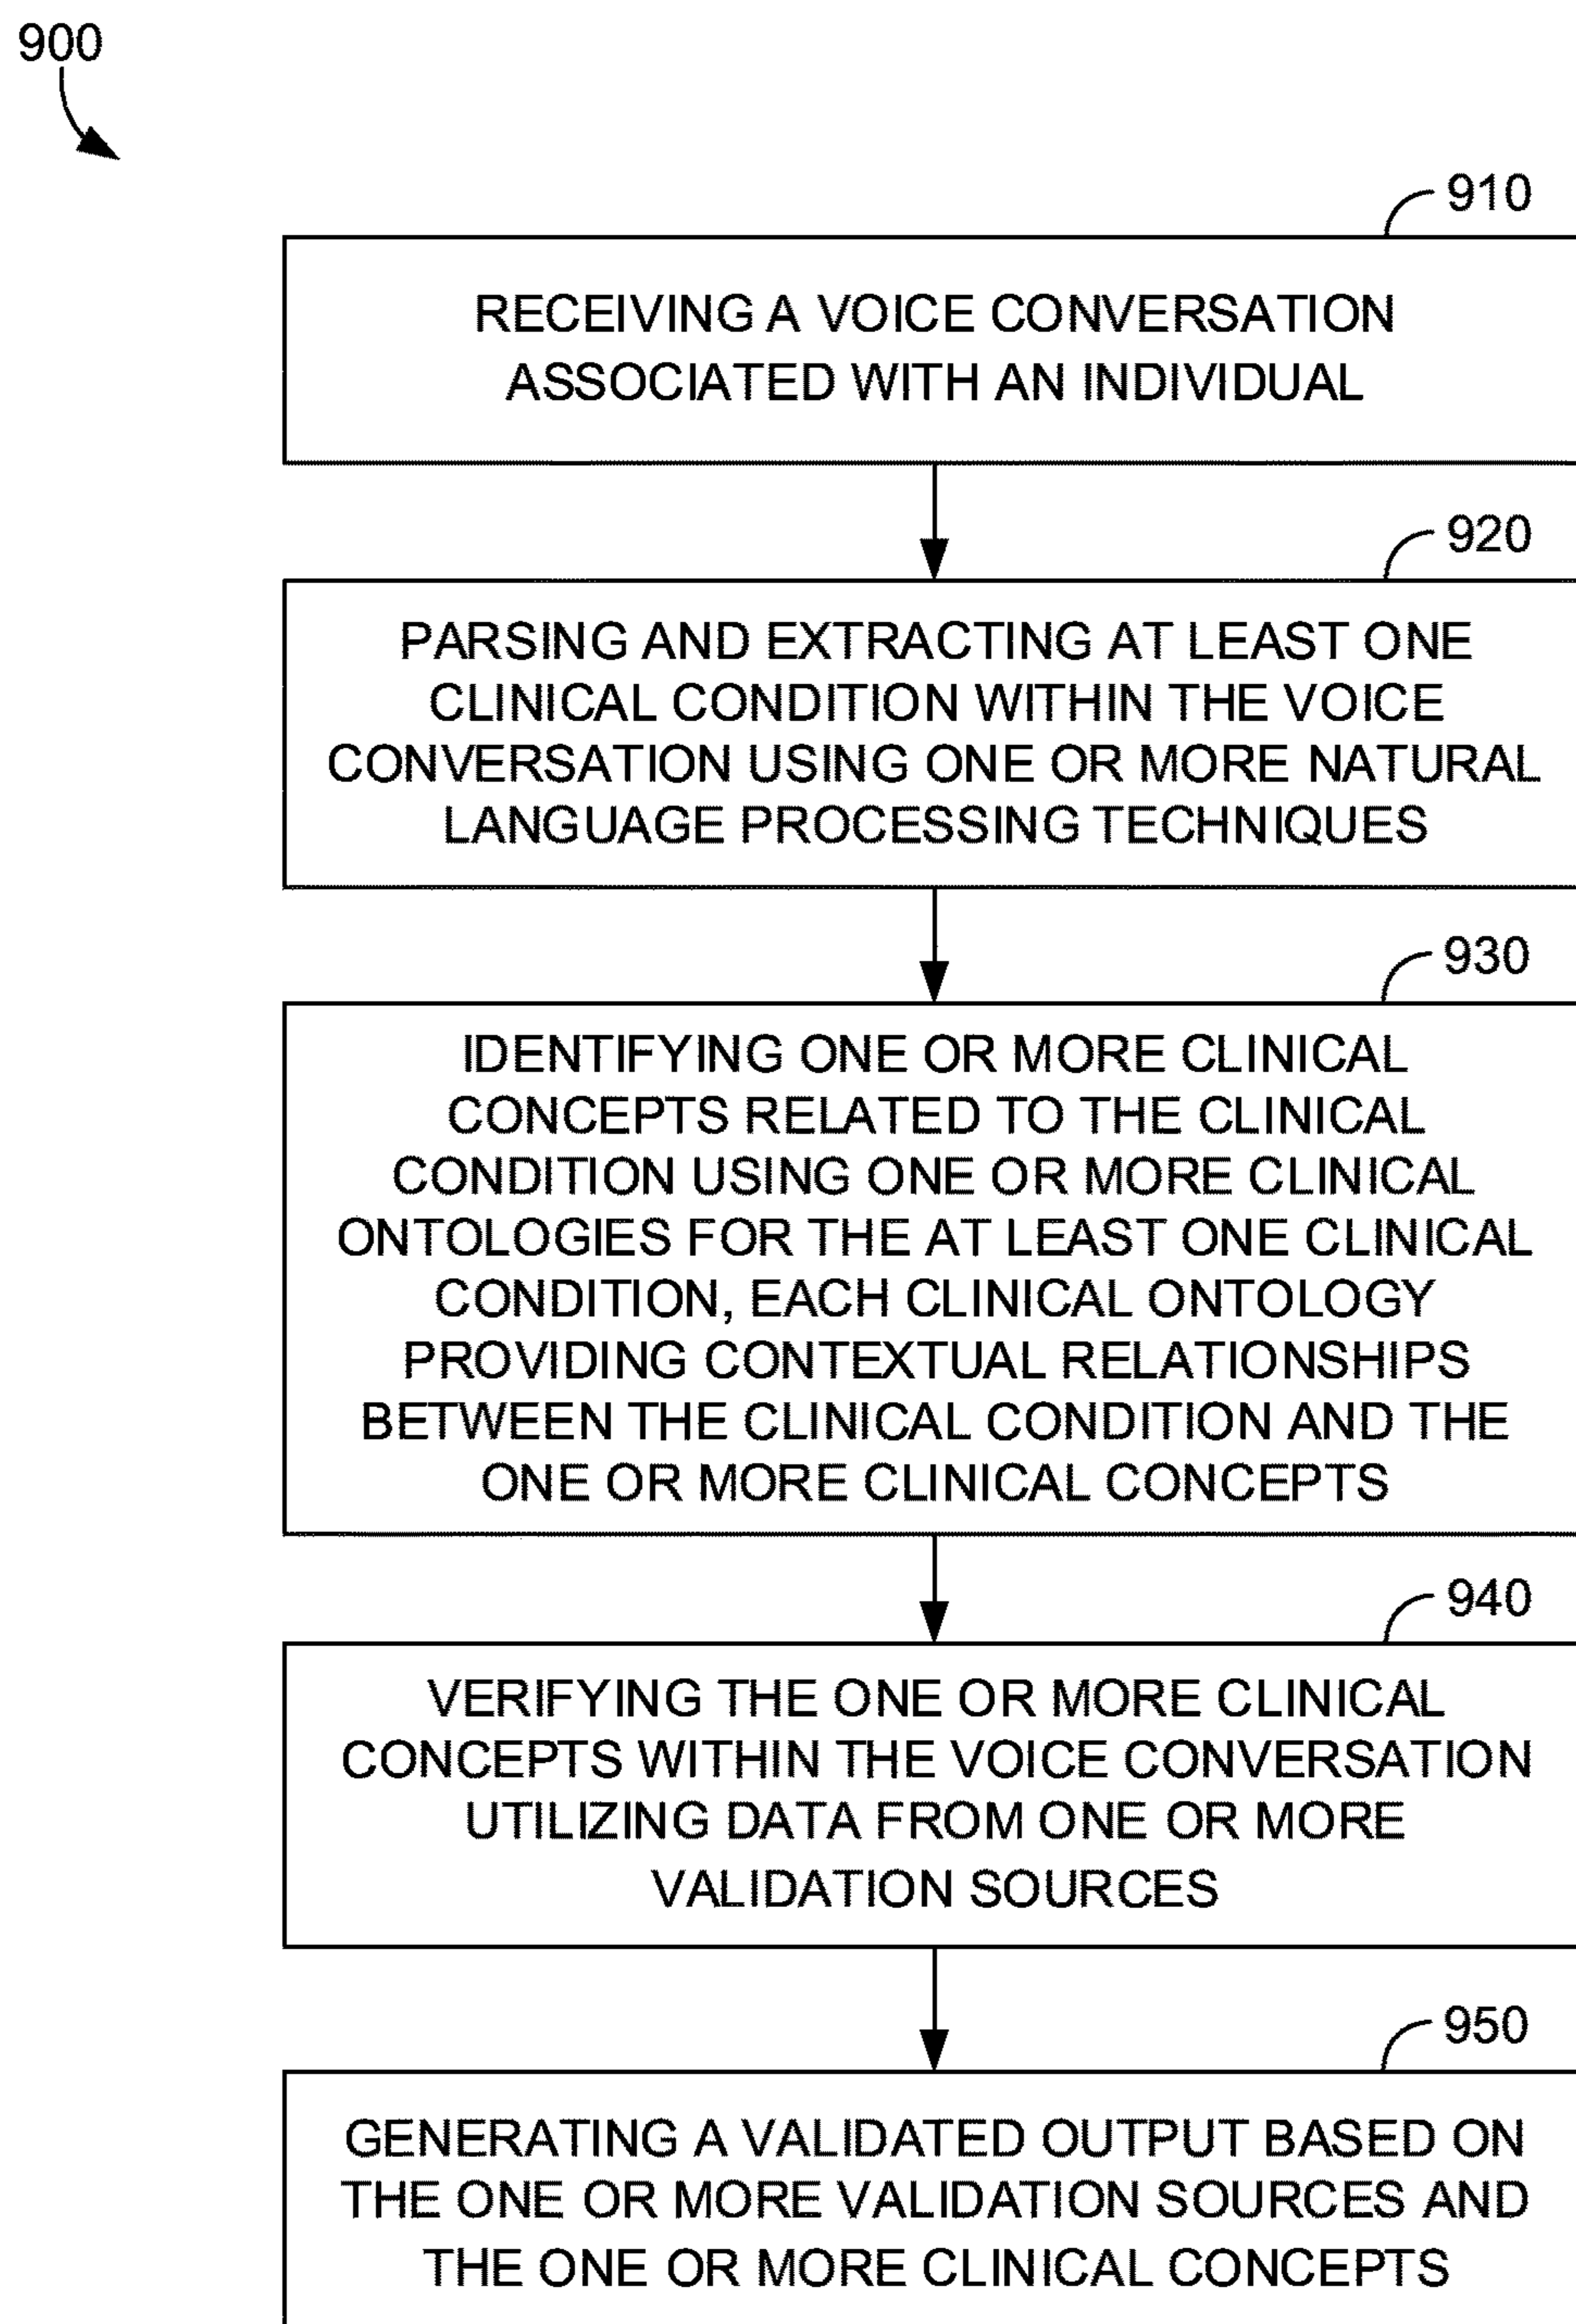 900
910
RECEIVING A VOICE CONVERSATION
ASSOCIATED WITH AN INDIVIDUAL
920
PARSING AND EXTRACTING AT LEAST ONE
CLINICAL CONDITION WITHIN THE VOICE
CONVERSATION USING ONE OR MORE NATURAL
LANGUAGE PROCESSING TECHNIQUES
930
IDENTIFYING ONE OR MORE CLINICAL
CONCEPTS RELATED TO THE CLINICAL
CONDITION USING ONE OR MORE CLINICAL
ONTOLOGIES FOR THE AT LEAST ONE CLINICAL
CONDITION, EACH CLINICAL ONTOLOGY
PROVIDING CONTEXTUAL RELATIONSHIPS
BETWEEN THE CLINICAL CONDITION AND THE
ONE OR MORE CLINICAL CONCEPTS
940
VERIFYING THE ONE OR MORE CLINICAL
CONCEPTS WITHIN THE VOICE CONVERSATION
UTILIZING DATA FROM ONE OR MORE
VALIDATION SOURCES
950
GENERATING A VALIDATED OUTPUT BASED ON
THE ONE OR MORE VALIDATION SOURCES AND
THE ONE OR MORE CLINICAL CONCEPTS